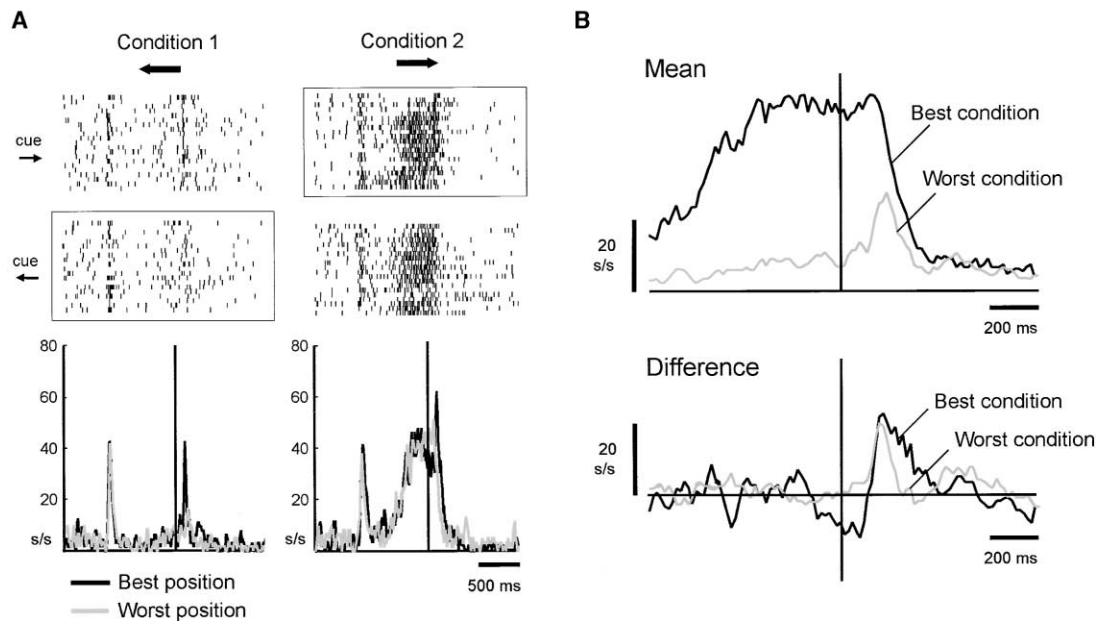 A
Condition 1
Condition 2
cue
cue
80
60
40
20
s/s
80
60
40
20
s/s
500 ms
Best position
Worst position
B
Mean
Best condition
Worst condition
20
s/s
200 ms
Difference
Best condition
Worst condition
20
s/s
200 ms